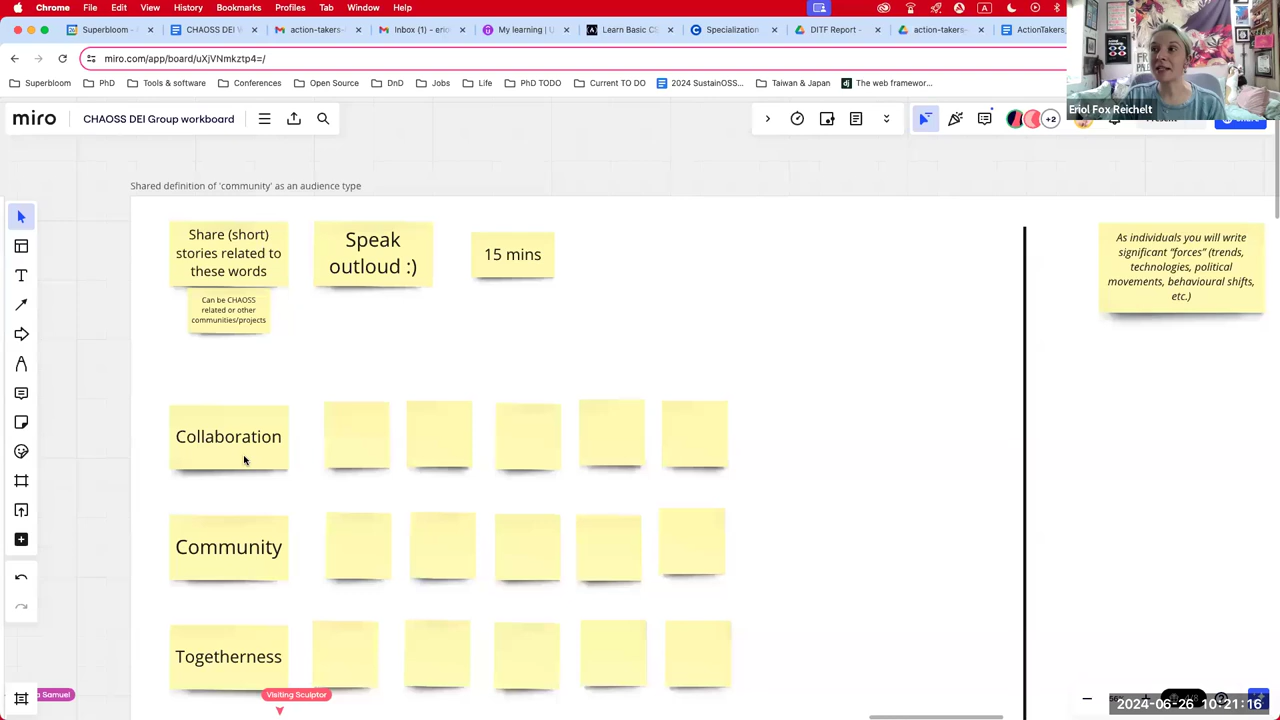 Chrome File Edit View History Bookmarks Profiles Tab Window Help
Superbloom - CHAOSS DEI action-takers- Inbox (1) - erio My learning | U Learn Basic C Specialization DITF Report - action-takers- ActionTakers_
miro.com/app/board/uXjVNmkztp4=/
Superbloom PhD Tools & software Conferences Open Source DnD Jobs Life PhD TODO Current TO DO 2024 SustainOSS... Taiwan & Japan The web framewor...
Eriol Fox Reichelt
miro CHAOSS DEI Group workboard +2
Shared definition of 'community' as an audience type
Share (short)
stories related to
these words
Speak
outloud :)
15 mins
Can be CHAOSS
related or other
communities/projects
As individuals you will write
significant "forces" (trends,
technologies, political
movements, behavioural shifts,
etc.)
Collaboration
Community
Togetherness
a Samuel
Visiting Sculptor
2024-06-26 10:21:16